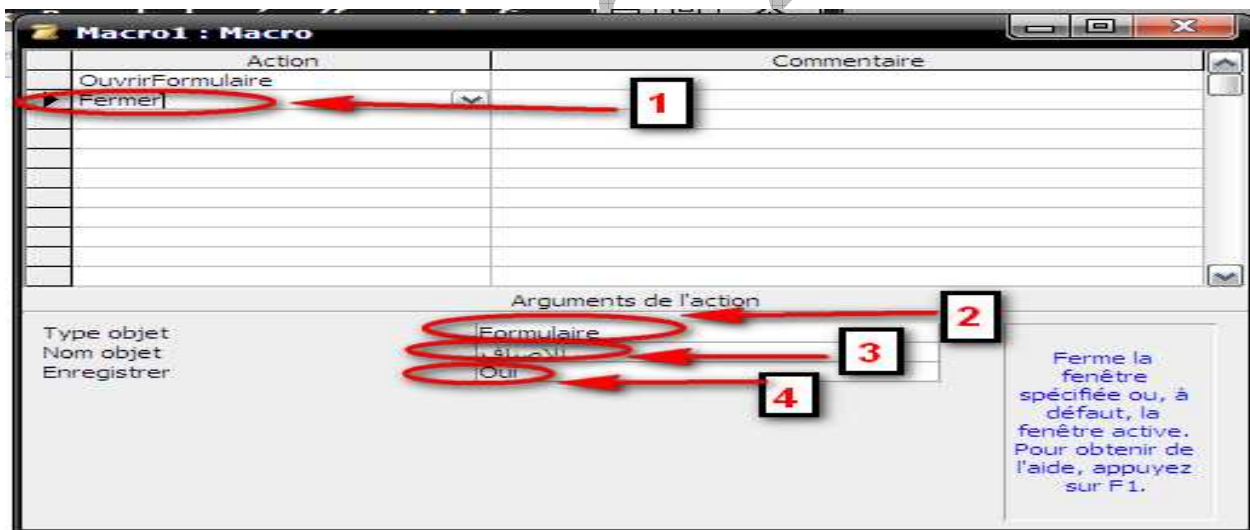 Macro1 : Macro
Action Commentaire
OuvrirFormulaire
Fermer
1
Arguments de l'action
2
Type objet Formulaire
Nom objet
3
Enregistrer Oui
4
Ferme la
fenêtre
spécifiée ou, à
défaut, la
fenêtre active.
Pour obtenir de
l'aide, appuyez
sur F1.